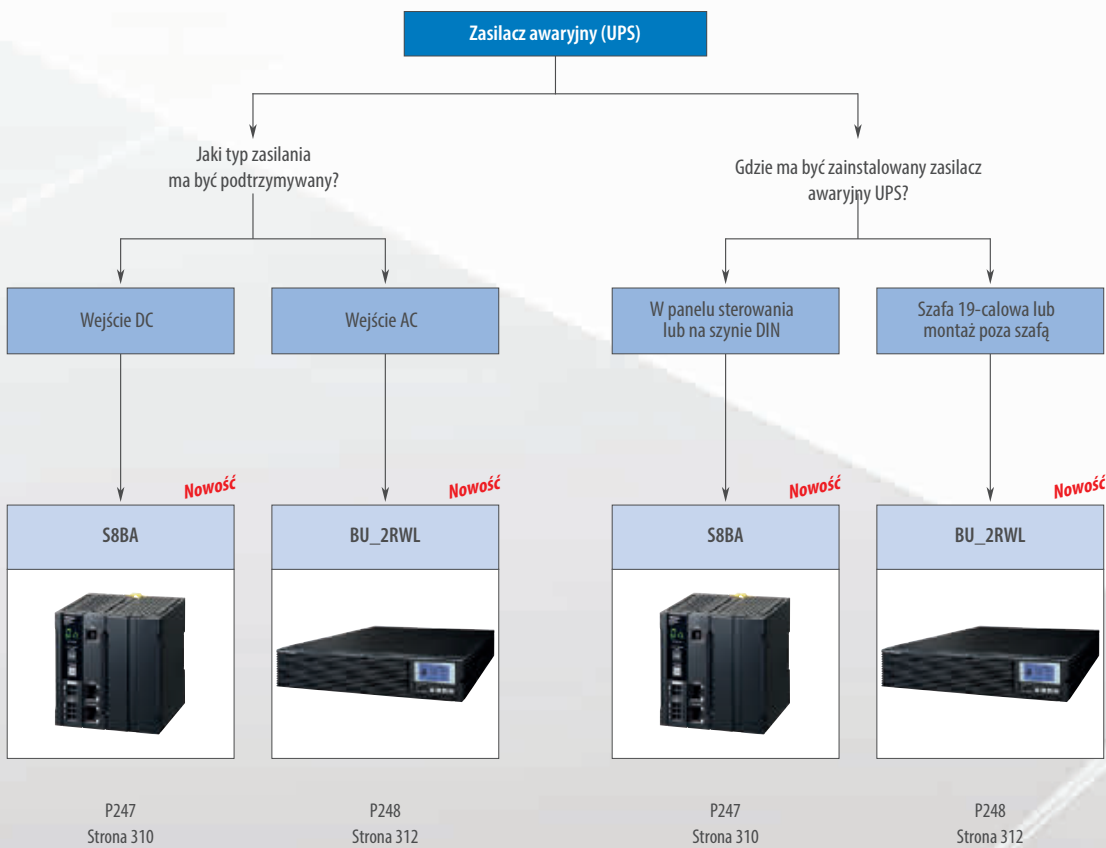 Zasilacz awaryjny (UPS)
Jaki typ zasilania
ma być podtrzymywany?
Gdzie ma być zainstalowany zasilacz
awaryjny UPS?
Wejście DC
Wejście AC
W panelu sterowania
lub na szynie DIN
Szafa 19-calowa lub
montaż poza szafą
Nowość
Nowość
Nowość
Nowość
S8BA
BU_2RWL
S8BA
BU_2RWL
P247
Strona 310
P248
Strona 312
P247
Strona 310
P248
Strona 312